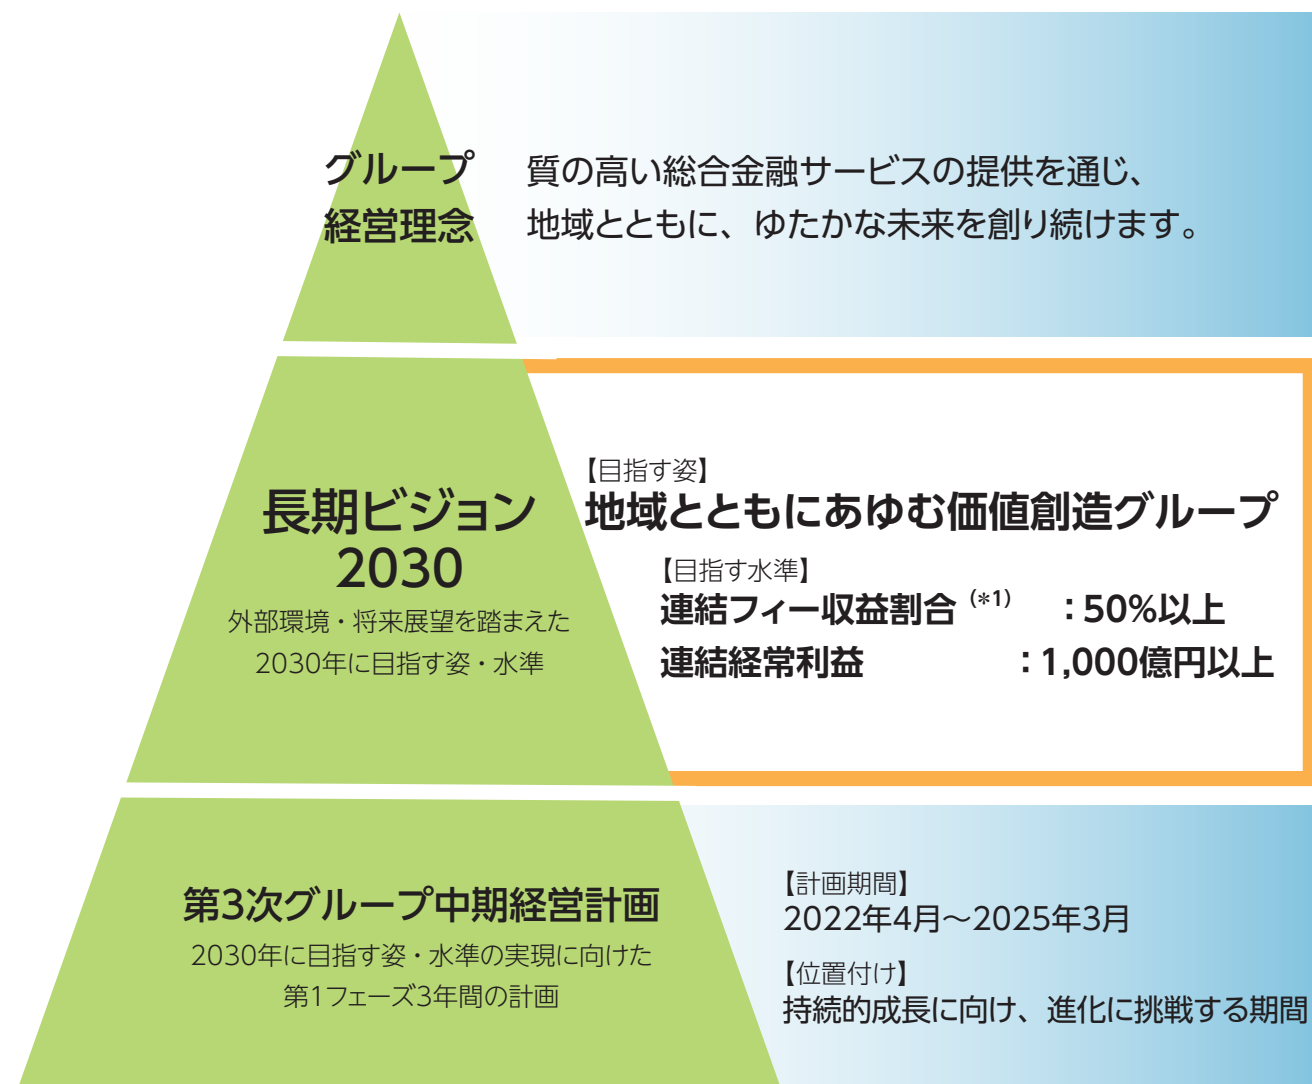 グループ
経営理念
質の高い総合金融サービスの提供を通じ、
地域とともに、ゆたかな未来を創り続けます。
長期ビジョン
2030
外部環境・将来展望を踏まえた
2030年に目指す姿・水準
【目指す姿】
地域とともにあゆむ価値創造グループ
【目指す水準】
連結フィー収益割合(*1) :50%以上
連結経常利益 :1,000億円以上
第3次グループ中期経営計画
2030年に目指す姿・水準の実現に向けた
第1フェーズ3年間の計画
【計画期間】
2022年4月〜2025年3月
【位置付け】
持続的成長に向け、進化に挑戦する期間